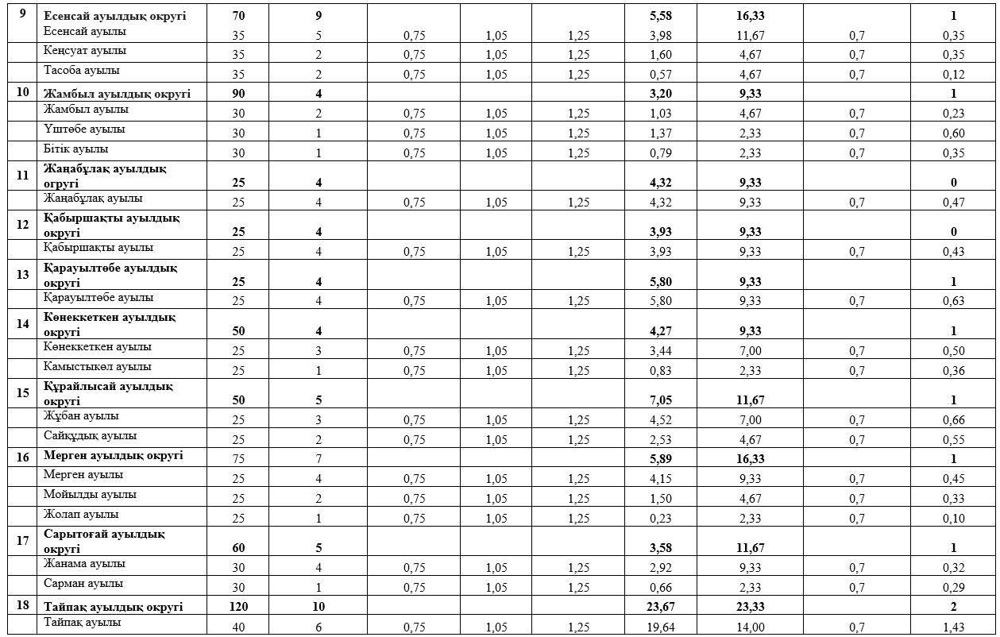 9 Есенсай ауылдық округі 70 9 5,58 16,33 1
Есенсай ауылы 35 5 0,75 1,05 1,25 3,98 11,67 0,7 0,35
Кеңсуат ауылы 35 2 0,75 1,05 1,25 1,60 4,67 0,7 0,35
Тасоба ауылы 35 2 0,75 1,05 1,25 0,57 4,67 0,7 0,12
10 Жамбыл ауылдық округі 90 4 3,20 9,33 1
Жамбыл ауылы 30 2 0,75 1,05 1,25 1,03 4,67 0,7 0,23
Үштөбе ауылы 30 1 0,75 1,05 1,25 1,37 2,33 0,7 0,60
Бітік ауылы 30 1 0,75 1,05 1,25 0,79 2,33 0,7 0,35
11 Жаңабұлақ ауылдық
огругі 25 4 4,32 9,33 0
Жаңабұлақ ауылы 25 4 0,75 1,05 1,25 4,32 9,33 0,7 0,47
12 Қабыршақты ауылдық
округі 25 4 3,93 9,33 0
Қабыршақты ауылы 25 4 0,75 1,05 1,25 3,93 9,33 0,7 0,43
13 Қарауылтөбе ауылдық
округі 25 4 5,80 9,33 1
Қарауылтөбе ауылы 25 4 0,75 1,05 1,25 5,80 9,33 0,7 0,63
14 Көнеккеткен ауылдық
округі 50 4 4,27 9,33 1
Көнеккеткен ауылы 25 3 0,75 1,05 1,25 3,44 7,00 0,7 0,50
Камыстыкөл ауылы 25 1 0,75 1,05 1,25 0,83 2,33 0,7 0,36
15 Құрайлысай ауылдық
округі 50 5 7,05 11,67 1
Жұбан ауылы 25 3 0,75 1,05 1,25 4,52 7,00 0,7 0,66
Сайқұдық ауылы 25 2 0,75 1,05 1,25 2,53 4,67 0,7 0,55
16 Мерген ауылдық округі 75 7 5,89 16,33 1
Мерген ауылы 25 4 0,75 1,05 1,25 4,15 9,33 0,7 0,45
Мойылды ауылы 25 2 0,75 1,05 1,25 1,50 4,67 0,7 0,33
Жолап ауылы 25 1 0,75 1,05 1,25 0,23 2,33 0,7 0,10
17 Сарытоғай ауылдық
округі 60 5 3,58 11,67 1
Жанама ауылы 30 4 0,75 1,05 1,25 2,92 9,33 0,7 0,32
Сарман ауылы 30 1 0,75 1,05 1,25 0,66 2,33 0,7 0,29
18 Тайпақ ауылдық округі 120 10 23,67 23,33 2
Тайпақ ауылы 40 6 0,75 1,05 1,25 19,64 14,00 0,7 1,43